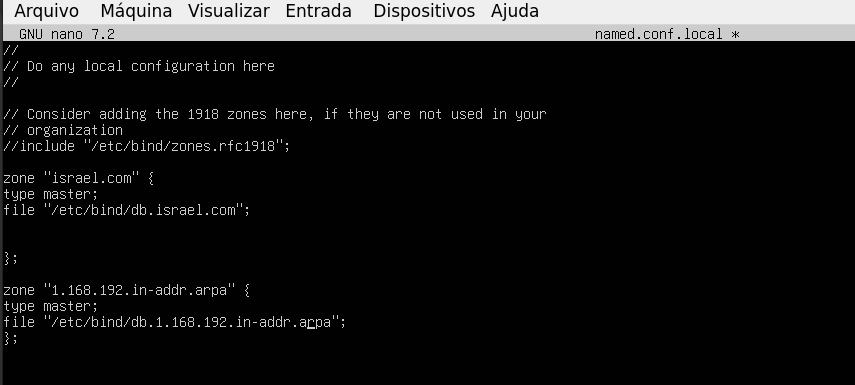 Arquivo Máquina Visualizar Entrada Dispositivos Ajuda
GNU nano 7.2 named.conf.local *
//
// Do any local configuration here
//
// Consider adding the 1918 zones here, if they are not used in your
// organization
//include "/etc/bind/zones.rfc1918";
zone "israel.com" {
type master;
file "/etc/bind/db.israel.com";
};
zone "1.168.192.in-addr.arpa" {
type master;
file "/etc/bind/db.1.168.192.in-addr.arpa";
};